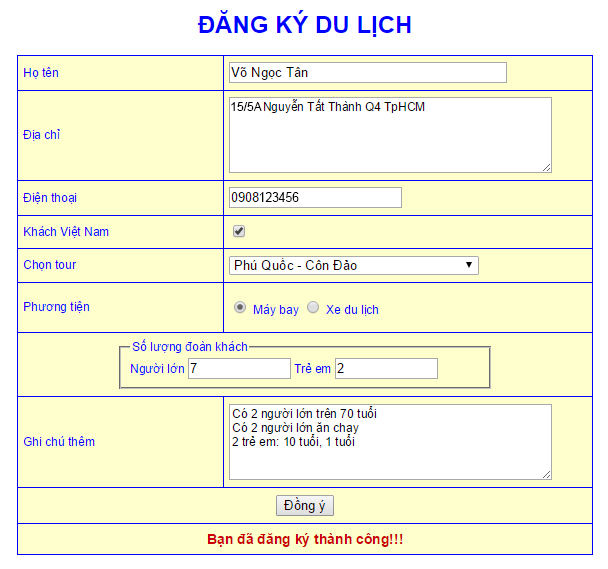 ĐĂNG KÝ DU LỊCH
Họ tên
Võ Ngọc Tân
Địa chỉ
15/5A Nguyễn Tất Thành Q4 TpHCM
Điện thoại
0908123456
Khách Việt Nam
Chọn tour
Phú Quốc - Côn Đảo
Phương tiện
Máy bay Xe du lịch
Số lượng đoàn khách
Người lớn 7 Trẻ em 2
Ghi chú thêm
Có 2 người lớn trên 70 tuổi
Có 2 người lớn ăn chay
2 trẻ em: 10 tuổi, 1 tuổi
Đồng ý
Bạn đã đăng ký thành công!!!